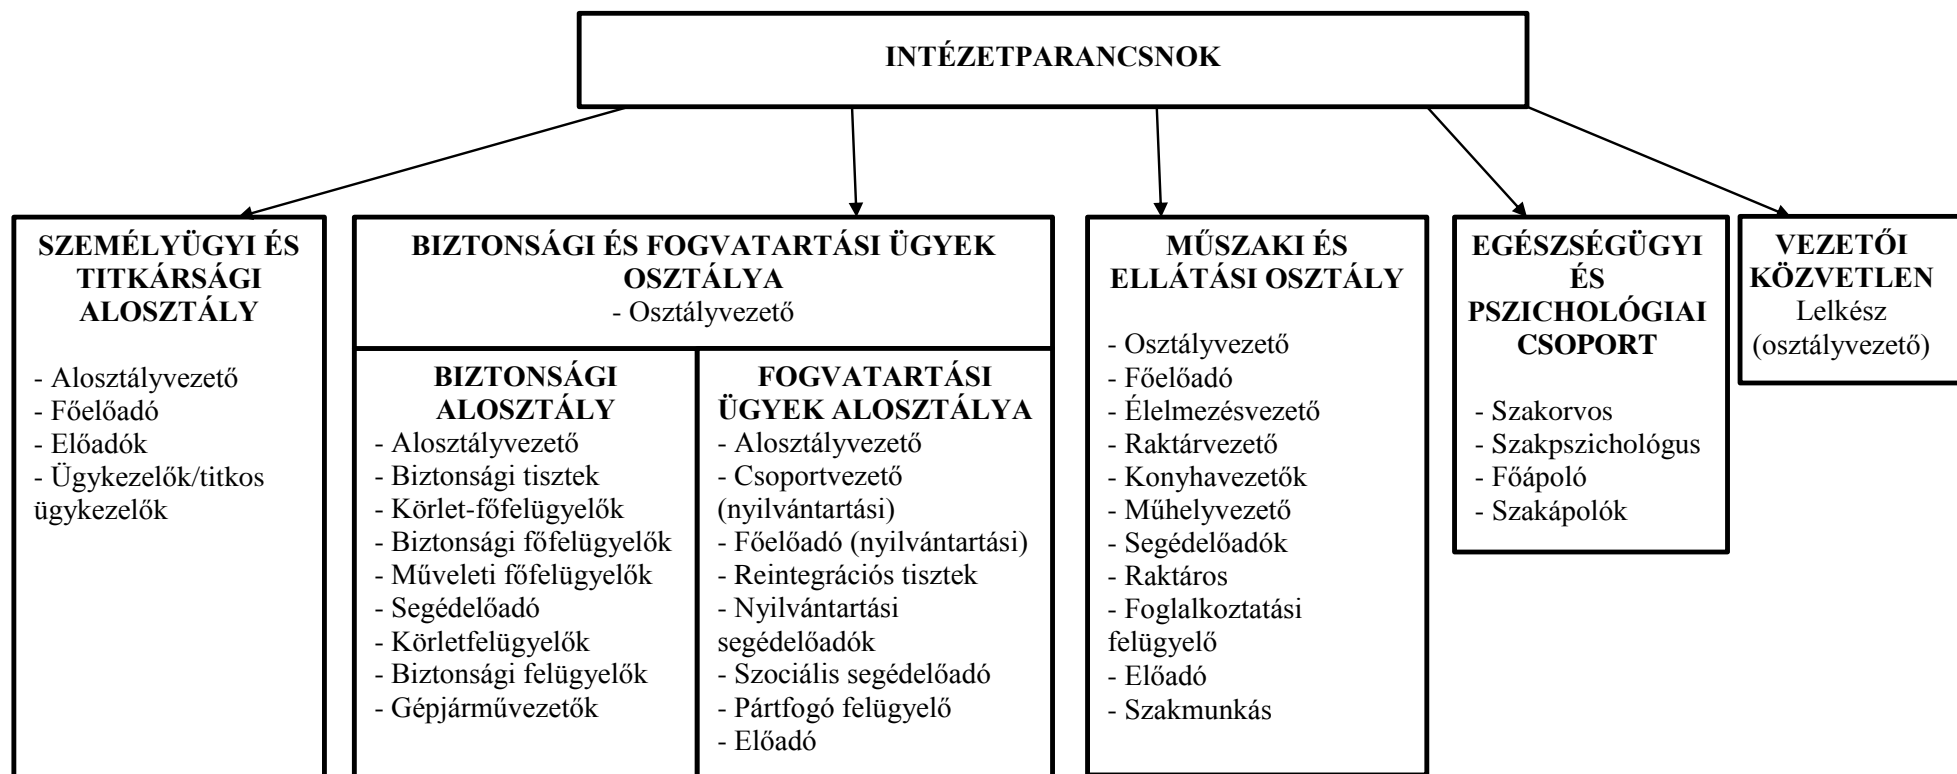 INTÉZETPARANCSNOK
SZEMÉLYÜGYI ÉS
TITKÁRSÁGI
ALOSZTÁLY
- Alosztályvezető
- Főelőadó
- Előadók
- Ügykezelők/titkos
ügykezelők
BIZTONSÁGI ÉS FOGVATARTÁSI ÜGYEK
OSZTÁLYA
- Osztályvezető
BIZTONSÁGI
ALOSZTÁLY
- Alosztályvezető
- Biztonsági tisztek
- Körlet-főfelügyelők
- Biztonsági főfelügyelők
- Műveleti főfelügyelők
- Segédelőadó
- Körletfelügyelők
- Biztonsági felügyelők
- Gépjárművezetők
FOGVATARTÁSI
ÜGYEK ALOSZTÁLYA
- Alosztályvezető
- Csoportvezető
(nyilvántartási)
- Főelőadó (nyilvántartási)
- Reintegrációs tisztek
- Nyilvántartási
segédelőadók
- Szociális segédelőadó
- Pártfogó felügyelő
- Előadó
MŰSZAKI ÉS
ELLÁTÁSI OSZTÁLY
- Osztályvezető
- Főelőadó
- Élelmezésvezető
- Raktárvezető
- Konyhavezetők
- Műhelyvezető
- Segédelőadók
- Raktáros
- Foglalkoztatási
felügyelő
- Előadó
- Szakmunkás
EGÉSZSÉGÜGYI
ÉS
PSZICHOLÓGIAI
CSOPORT
- Szakorvos
- Szakpszichológus
- Főápoló
- Szakápolók
VEZETŐI
KÖZVETLEN
Lelkész
(osztályvezető)